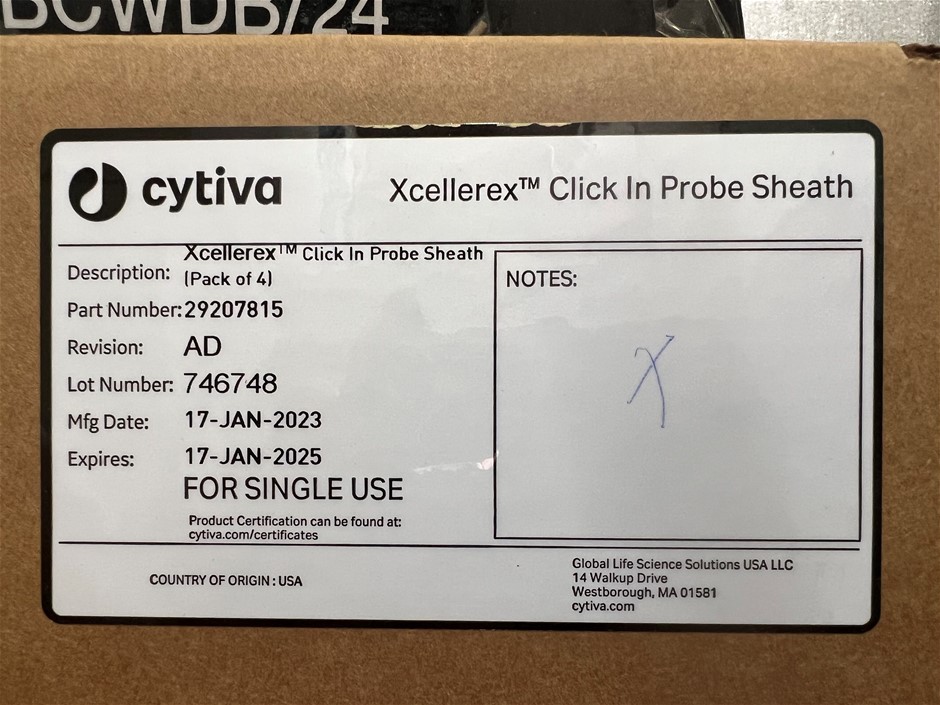 BCWDB/24
cytiva
Xcellerex™ Click In Probe Sheath
Description: Xcellerex™ Click In Probe Sheath
(Pack of 4)
Part Number: 29207815
Revision: AD
Lot Number: 746748
Mfg Date: 17-JAN-2023
Expires: 17-JAN-2025
FOR SINGLE USE
Product Certification can be found at:
cytiva.com/certificates
NOTES:
X
COUNTRY OF ORIGIN : USA
Global Life Science Solutions USA LLC
14 Walkup Drive
Westborough, MA 01581
cytiva.com